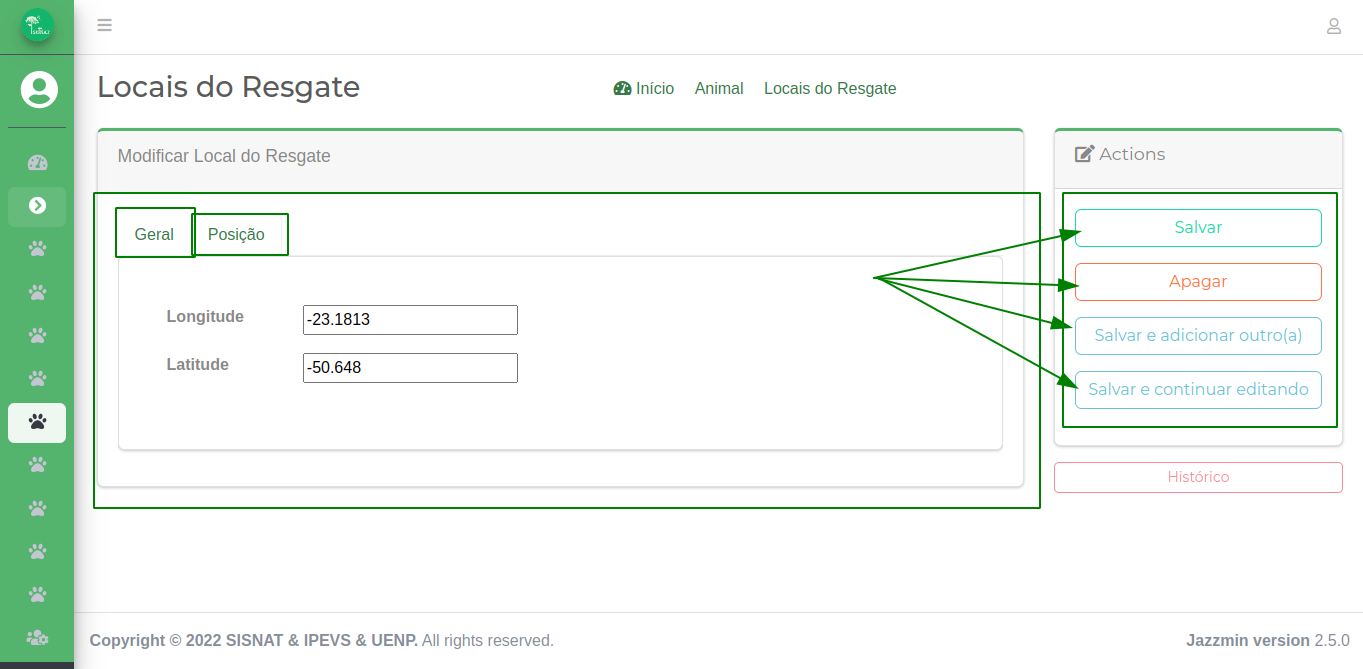 SISNAT
Locais do Resgate
Início Animal Locais do Resgate
Modificar Local do Resgate
Geral Posição
Longitude -23.1813
Latitude -50.648
Actions
Salvar
Apagar
Salvar e adicionar outro(a)
Salvar e continuar editando
Histórico
Copyright © 2022 SISNAT & IPEVS & UENP. All rights reserved.
Jazzmin version 2.5.0